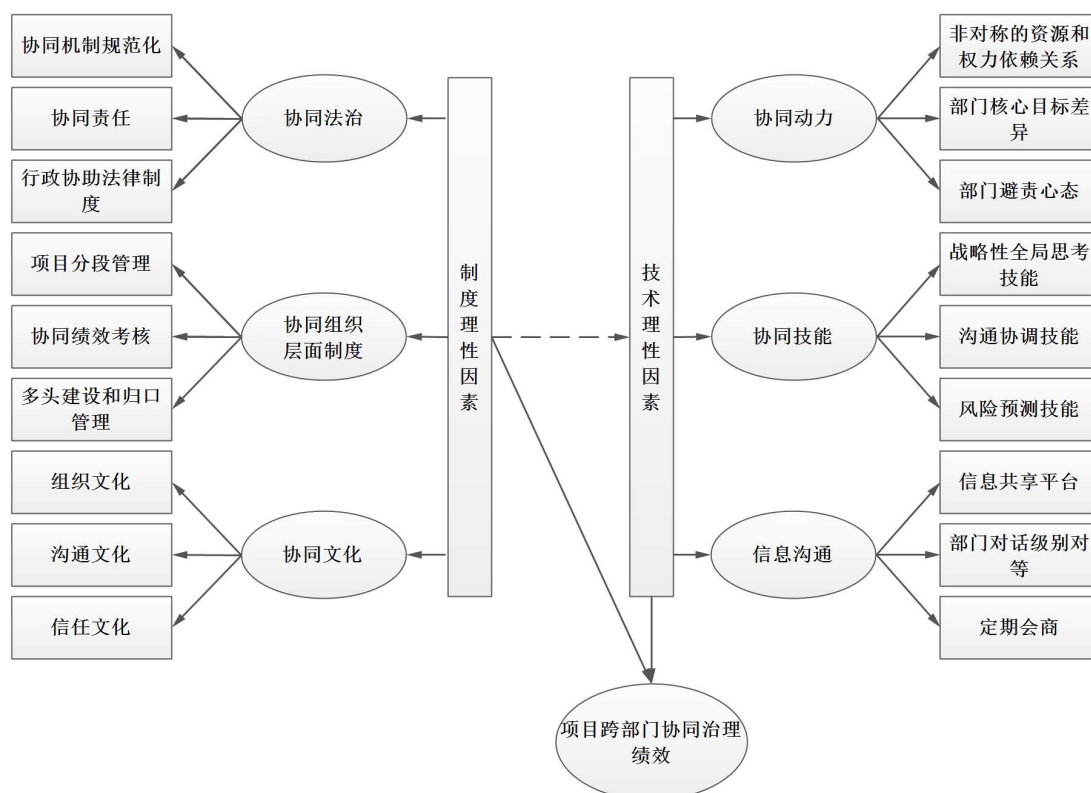 协同机制规范化
协同责任
行政协助法律制
度
项目分段管理
协同绩效考核
多头建设和归口
管理
组织文化
沟通文化
信任文化
协同法治
协同组织
层面制度
协同文化
制度理性因素
技术理性因素
协同动力
协同技能
信息沟通
非对称的资源和
权力依赖关系
部门核心目标差
异
部门避责心态
战略性全局思考
技能
沟通协调技能
风险预测技能
信息共享平台
部门对话级别对
等
定期会商
项目跨部门协同治理
绩效